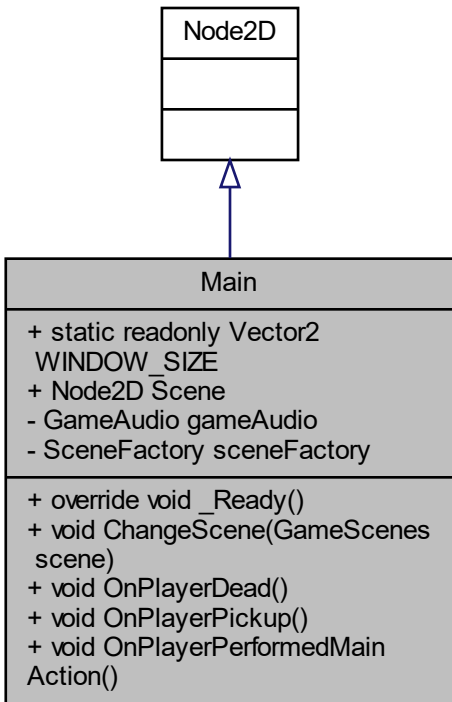 Node2D
Main
+ static readonly Vector2
WINDOW_SIZE
+ Node2D Scene
- GameAudio gameAudio
- SceneFactory sceneFactory
+ override void _Ready()
+ void ChangeScene(GameScenes
scene)
+ void OnPlayerDead()
+ void OnPlayerPickup()
+ void OnPlayerPerformedMain
Action()